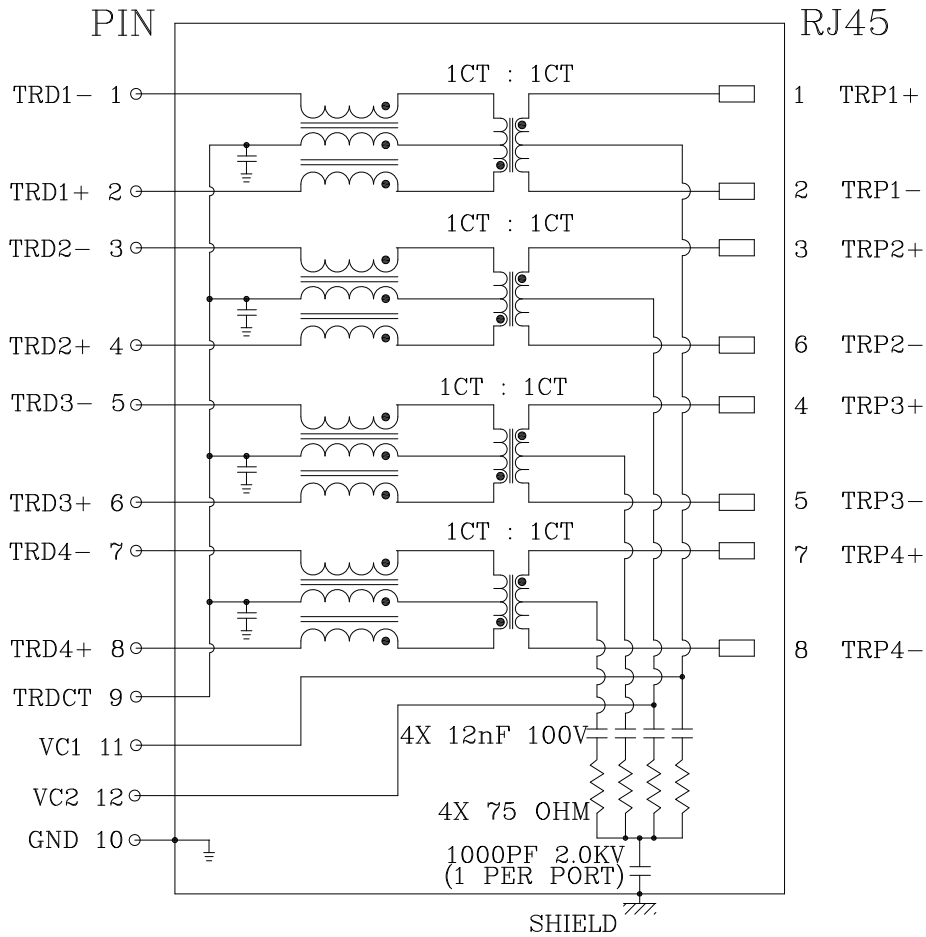 PIN RJ45
1CT : 1CT
TRD1- 1 1 TRP1+
TRD1+ 2 2 TRP1-
1CT : 1CT
TRD2- 3 3 TRP2+
TRD2+ 4 6 TRP2-
1CT : 1CT
TRD3- 5 4 TRP3+
TRD3+ 6 5 TRP3-
1CT : 1CT
TRD4- 7 7 TRP4+
TRD4+ 8 8 TRP4-
TRDCT 9
VC1 11 4X 12nF 100V
VC2 12
4X 75 OHM
GND 10
1000PF 2.0KV
(1 PER PORT)
SHIELD